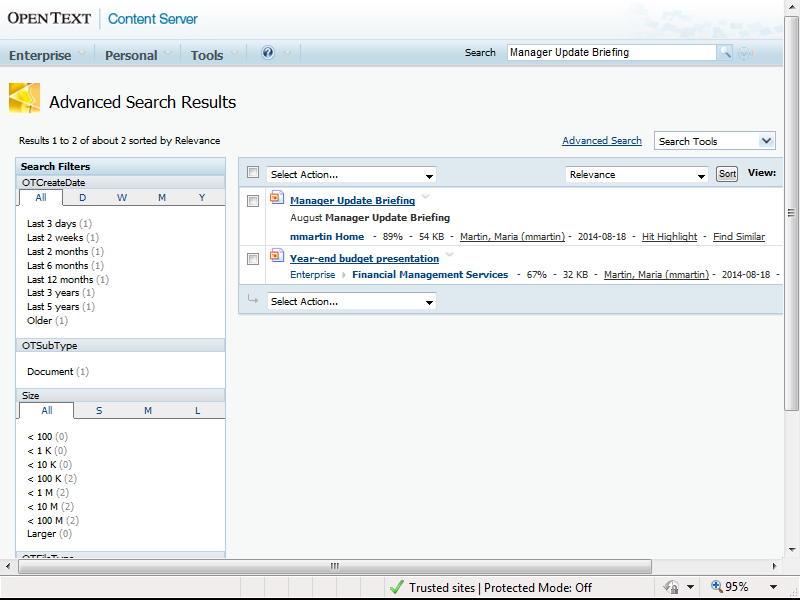 OPENTEXT Content Server
Enterprise Personal Tools ? Search Manager Update Briefing
Advanced Search Results
Results 1 to 2 of about 2 sorted by Relevance Advanced Search Search Tools
Search Filters
OTCreateDate
All D W M Y
Last 3 days (1)
Last 2 weeks (1)
Last 2 months (1)
Last 6 months (1)
Last 12 months (1)
Last 3 years (1)
Last 5 years (1)
Older (1)
OTSubType
Document (1)
Size
All S M L
< 100 (0)
< 1 K (0)
< 10 K (0)
< 100 K (2)
< 1 M (2)
< 10 M (2)
< 100 M (2)
Larger (0)
OTFileType
Select Action... Relevance Sort View:
Manager Update Briefing
August Manager Update Briefing
mmartin Home - 89% - 54 KB - Martin, Maria (mmartin) - 2014-08-18 - Hit Highlight - Find Similar
Year-end budget presentation
Enterprise Financial Management Services - 67% - 32 KB - Martin, Maria (mmartin) - 2014-08-18 -
Select Action...
Trusted sites | Protected Mode: Off 95%